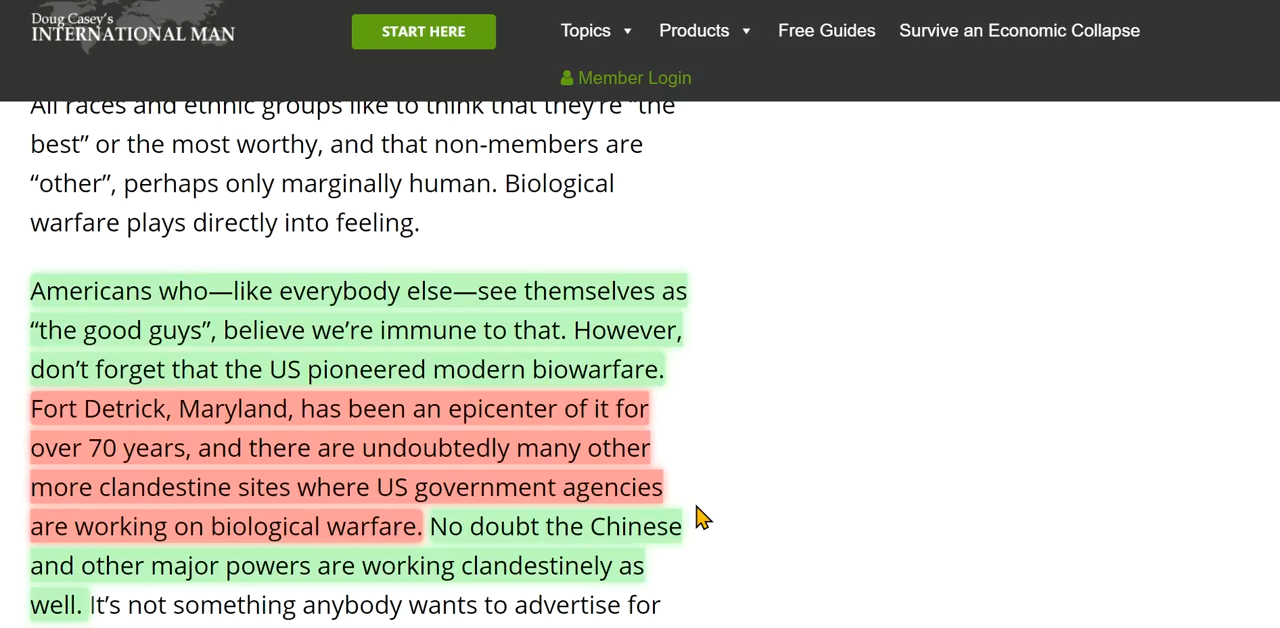 Doug Casey's
INTERNATIONAL MAN
START HERE
Topics
Products
Free Guides
Survive an Economic Collapse
Member Login
All races and ethnic groups like to think that they're “the
best” or the most worthy, and that non-members are
“other”, perhaps only marginally human. Biological
warfare plays directly into feeling.
Americans who—like everybody else—see themselves as
“the good guys”, believe we’re immune to that. However,
don’t forget that the US pioneered modern biowarfare.
Fort Detrick, Maryland, has been an epicenter of it for
over 70 years, and there are undoubtedly many other
more clandestine sites where US government agencies
are working on biological warfare. No doubt the Chinese
and other major powers are working clandestinely as
well. It’s not something anybody wants to advertise for